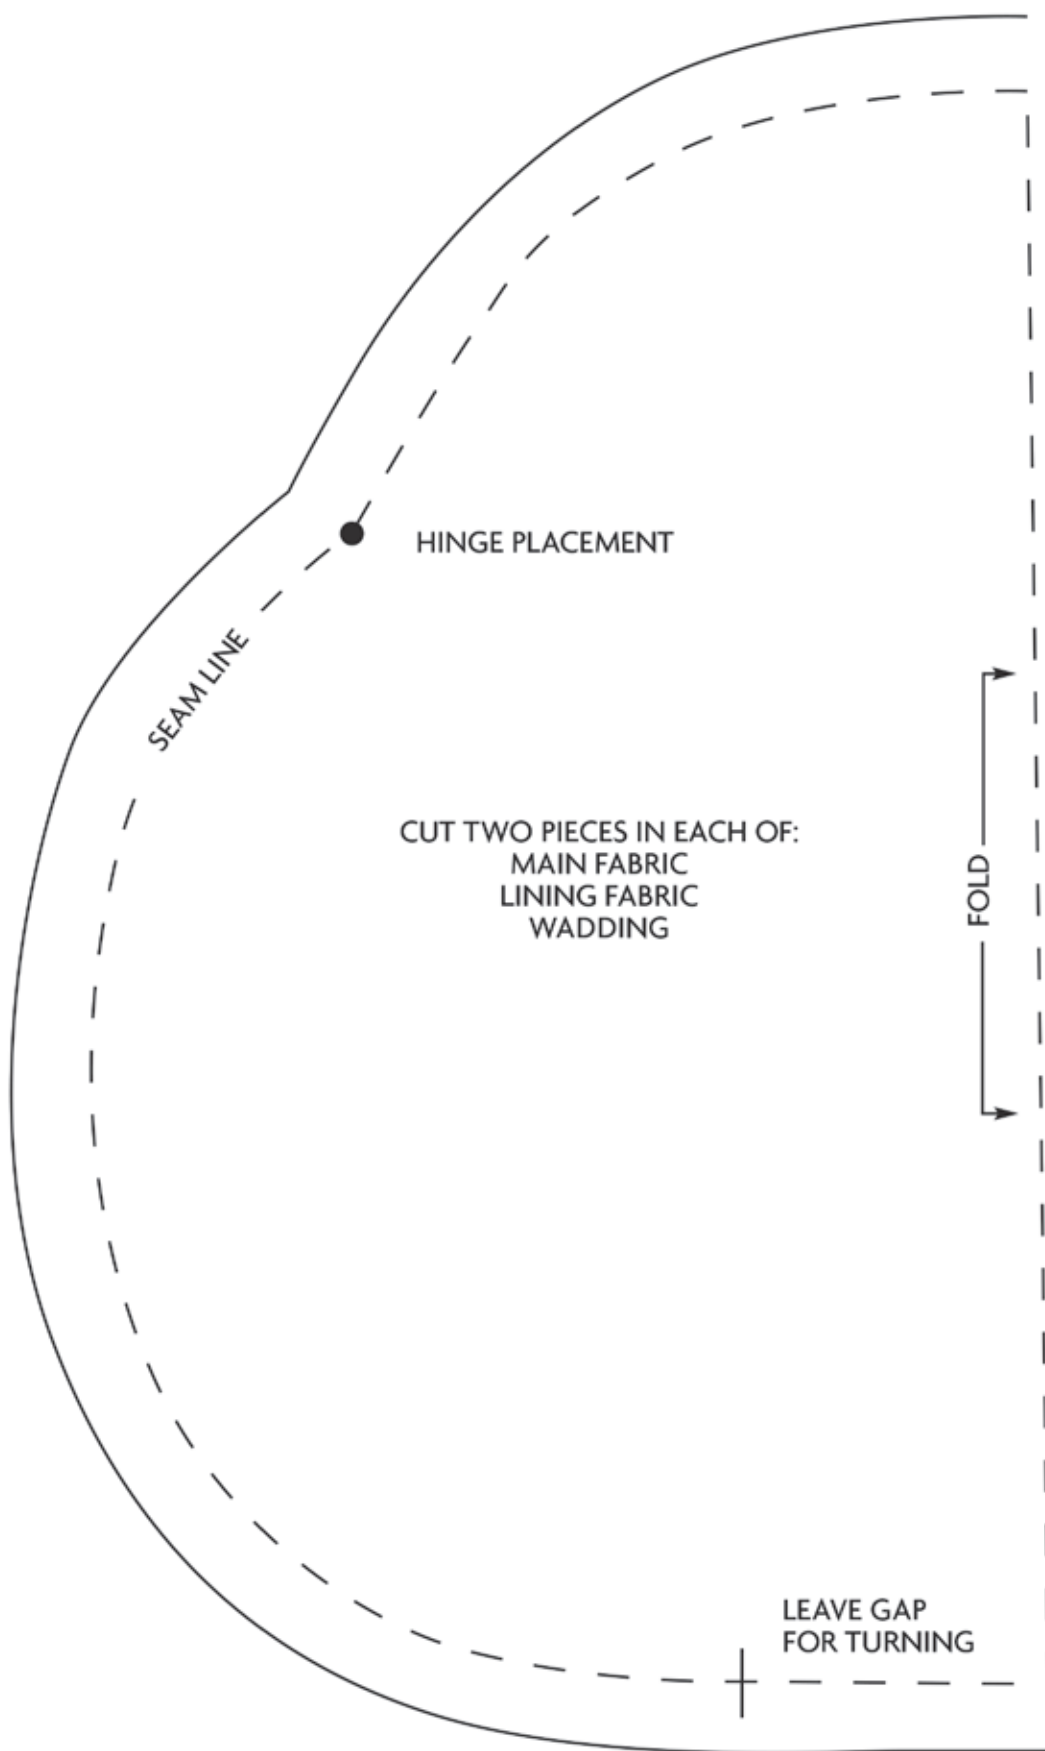 HINGE PLACEMENT
SEAM LINE
CUT TWO PIECES IN EACH OF:
MAIN FABRIC
LINING FABRIC
WADDING
FOLD
LEAVE GAP
FOR TURNING